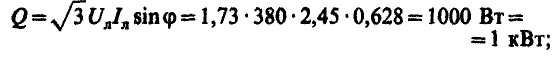 Q = √3 UлIл sin φ = 1,73 · 380 · 2,45 · 0,628 = 1000 Вт =
= 1 кВт;